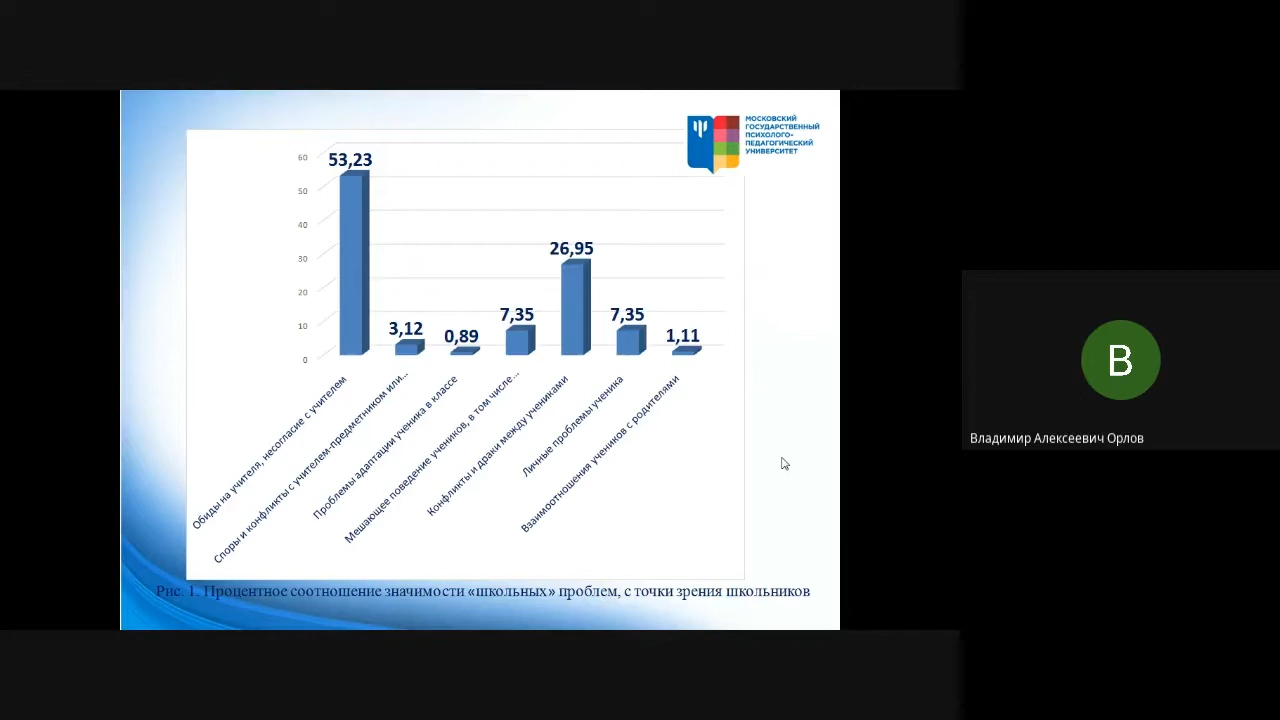 МОСКОВСКИЙ
ГОСУДАРСТВЕННЫЙ
ПСИХОЛОГО-
ПЕДАГОГИЧЕСКИЙ
УНИВЕРСИТЕТ
60
50
40
30
20
10
0
53,23
3,12
0,89
7,35
26,95
7,35
1,11
Обиды на учителя, несогласие с учителем
Споры и конфликты с учителем-предметником или...
Проблемы адаптации ученика в классе
Мешающее поведение учеников, в том числе...
Конфликты и драки между учениками
Личные проблемы ученика
Взаимоотношения учеников с родителями
Рис. 1. Процентное соотношение значимости «школьных» проблем, с точки зрения школьников
В
Владимир Алексеевич Орлов